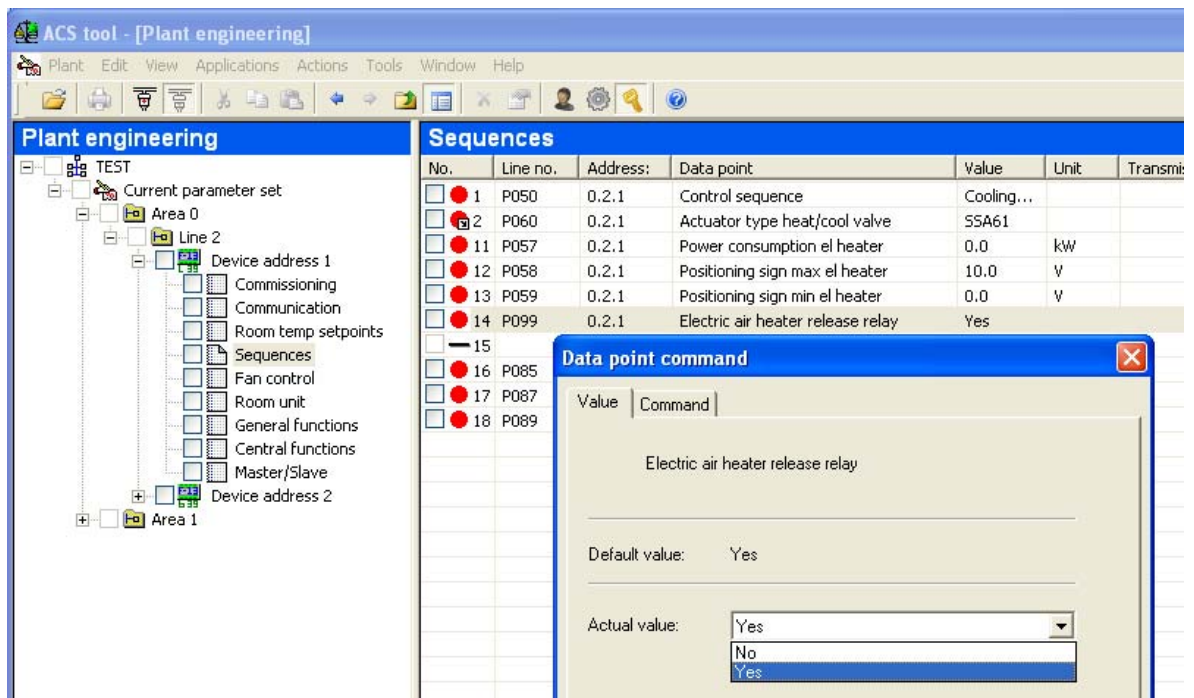 ACS tool - [Plant engineering]
Plant Edit View Applications Actions Tools Window Help
Plant engineering
TEST
Current parameter set
Area 0
Line 2
Device address 1
Commissioning
Communication
Room temp setpoints
Sequences
Fan control
Room unit
General functions
Central functions
Master/Slave
Device address 2
Area 1
Sequences
No. Line no. Address: Data point Value Unit Transmis
1 P050 0.2.1 Control sequence Cooling...
2 P060 0.2.1 Actuator type heat/cool valve SSA61
11 P057 0.2.1 Power consumption el heater 0.0 kW
12 P058 0.2.1 Positioning sign max el heater 10.0 V
13 P059 0.2.1 Positioning sign min el heater 0.0 V
14 P099 0.2.1 Electric air heater release relay Yes
15
16 P085
17 P087
18 P089
Data point command
Value Command
Electric air heater release relay
Default value: Yes
Actual value: Yes
No
Yes